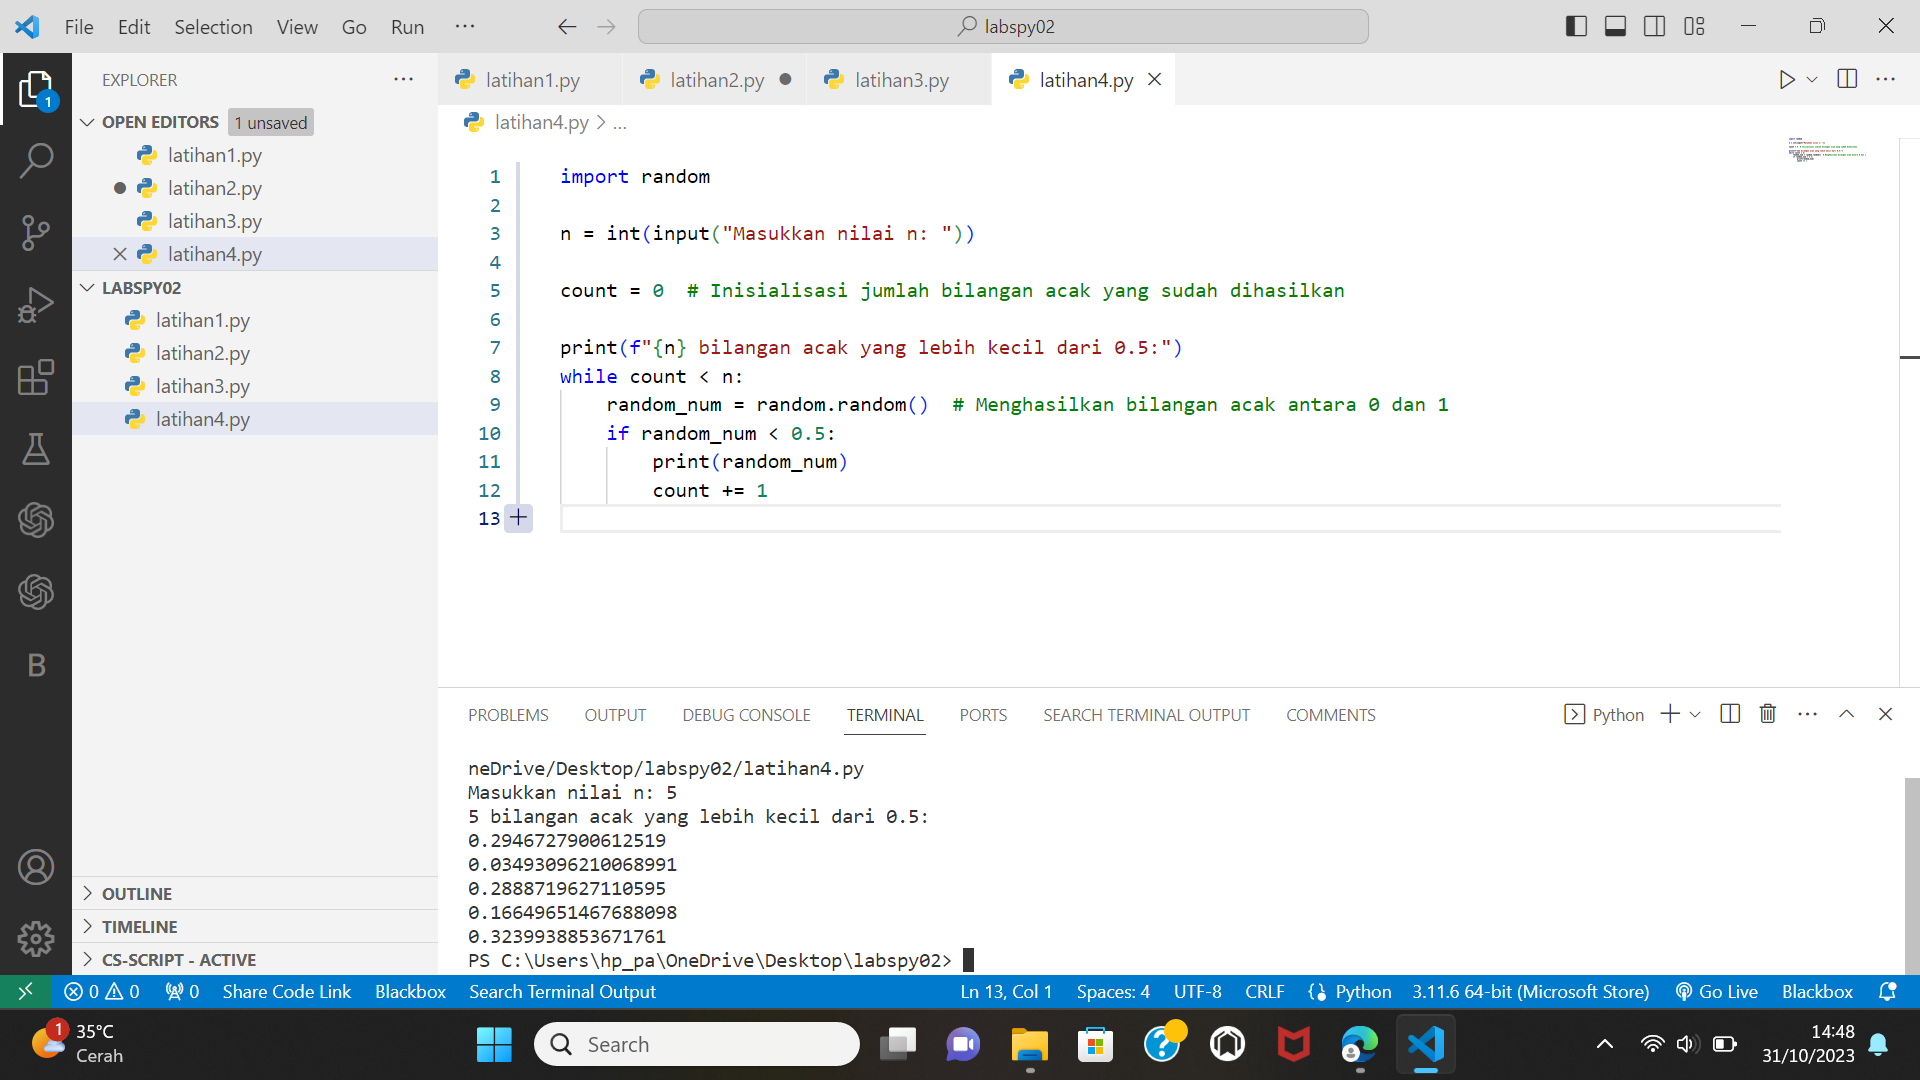 File Edit Selection View Go Run ...
labspy02
EXPLORER
OPEN EDITORS 1 unsaved
latihan1.py
latihan2.py
latihan3.py
latihan4.py
LABSPY02
latihan1.py
latihan2.py
latihan3.py
latihan4.py
B
OUTLINE
TIMELINE
CS-SCRIPT - ACTIVE
latihan1.py latihan2.py latihan3.py latihan4.py
latihan4.py > ...
1 import random
2
3 n = int(input("Masukkan nilai n: "))
4
5 count = 0  # Inisialisasi jumlah bilangan acak yang sudah dihasilkan
6
7 print(f"{n} bilangan acak yang lebih kecil dari 0.5:")
8 while count < n:
9     random_num = random.random()  # Menghasilkan bilangan acak antara 0 dan 1
10     if random_num < 0.5:
11         print(random_num)
12         count += 1
13
PROBLEMS OUTPUT DEBUG CONSOLE TERMINAL PORTS SEARCH TERMINAL OUTPUT COMMENTS Python
neDrive/Desktop/labspy02/latihan4.py
Masukkan nilai n: 5
5 bilangan acak yang lebih kecil dari 0.5:
0.2946727900612519
0.03493096210068991
0.2888719627110595
0.16649651467688098
0.3239938853671761
PS C:\Users\hp_pa\OneDrive\Desktop\labspy02>
0 0 0 Share Code Link Blackbox Search Terminal Output Ln 13, Col 1 Spaces: 4 UTF-8 CRLF Python 3.11.6 64-bit (Microsoft Store) Go Live Blackbox
1
35°C
Cerah
Search
14:48
31/10/2023